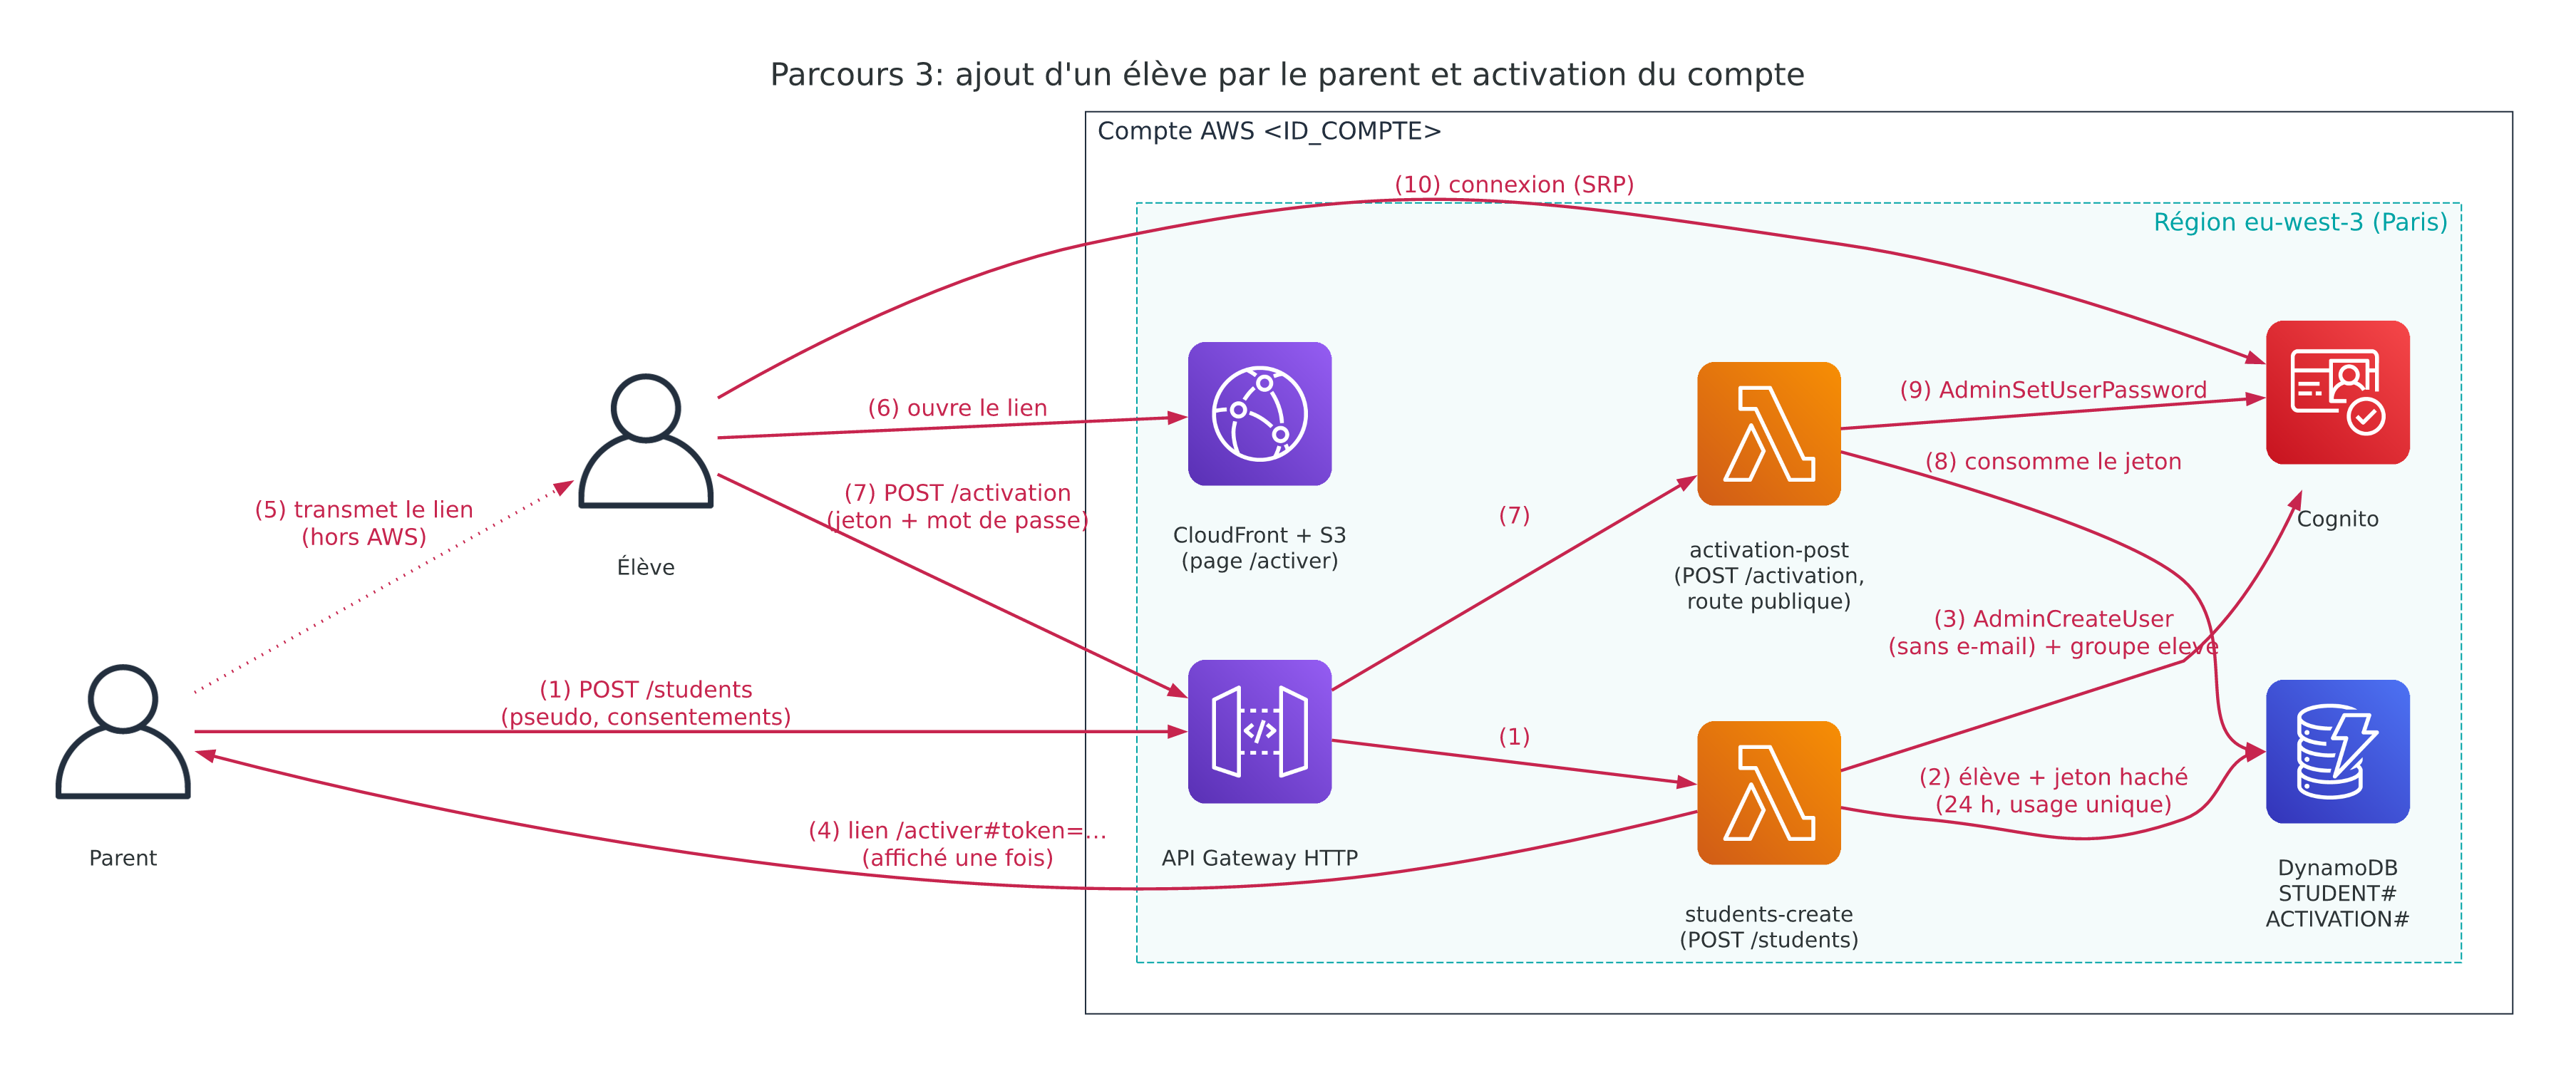 Parcours 3: ajout d'un élève par le parent et activation du compte
Compte AWS <ID_COMPTE>
(10) connexion (SRP)
Région eu-west-3 (Paris)
(6) ouvre le lien
(9) AdminSetUserPassword
(8) consomme le jeton
(7) POST /activation
(jeton + mot de passe)
(5) transmet le lien
(hors AWS)
(7)
Cognito
CloudFront + S3
(page /activer)
activation-post
(POST /activation,
route publique)
Élève
(3) AdminCreateUser
(sans e-mail) + groupe eleve
(1) POST /students
(pseudo, consentements)
(1)
(2) élève + jeton haché
(24 h, usage unique)
(4) lien /activer#token=...
(affiché une fois)
Parent
API Gateway HTTP
DynamoDB
STUDENT#
ACTIVATION#
students-create
(POST /students)